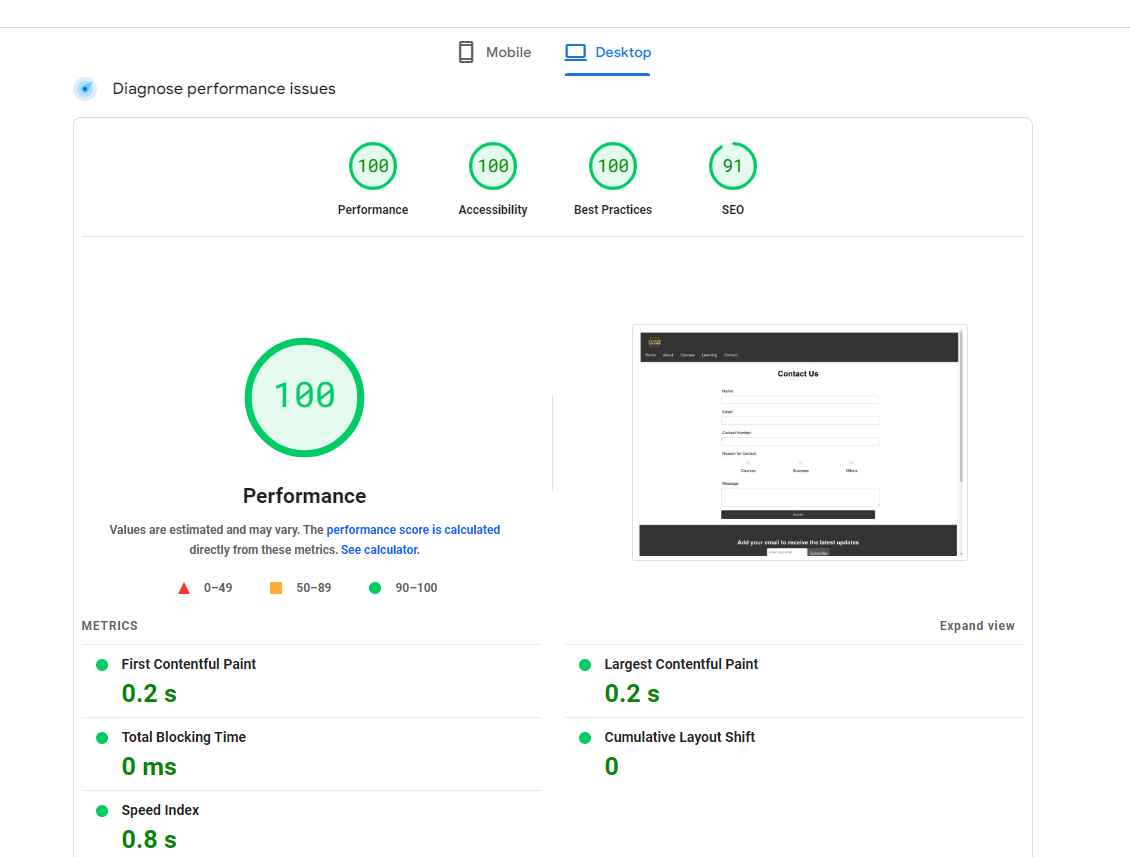 Mobile
Desktop
Diagnose performance issues
100
100
100
91
Performance
Accessibility
Best Practices
SEO
100
Performance
Values are estimated and may vary. The performance score is calculated
directly from these metrics. See calculator.
0–49
50–89
90–100
Home About Courses Learning Contact
Contact Us
Name:
Email:
Contact Number:
Reason for Contact:
Courses
Business
Others
Message:
Submit
Add your email to receive the latest updates
Enter your email
Subscribe
METRICS
Expand view
First Contentful Paint
0.2 s
Largest Contentful Paint
0.2 s
Total Blocking Time
0 ms
Cumulative Layout Shift
0
Speed Index
0.8 s